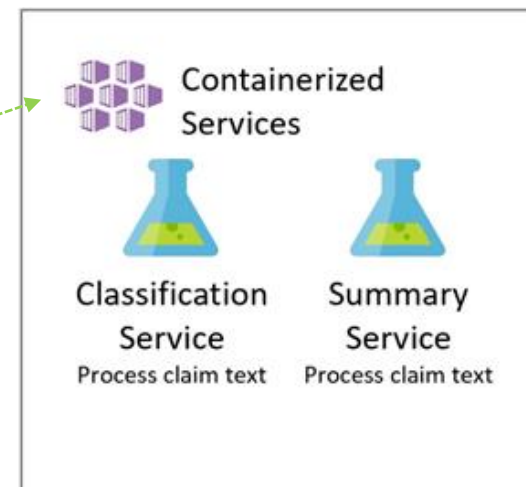 Containerized
Services
Classification
Service
Process claim text
Summary
Service
Process claim text